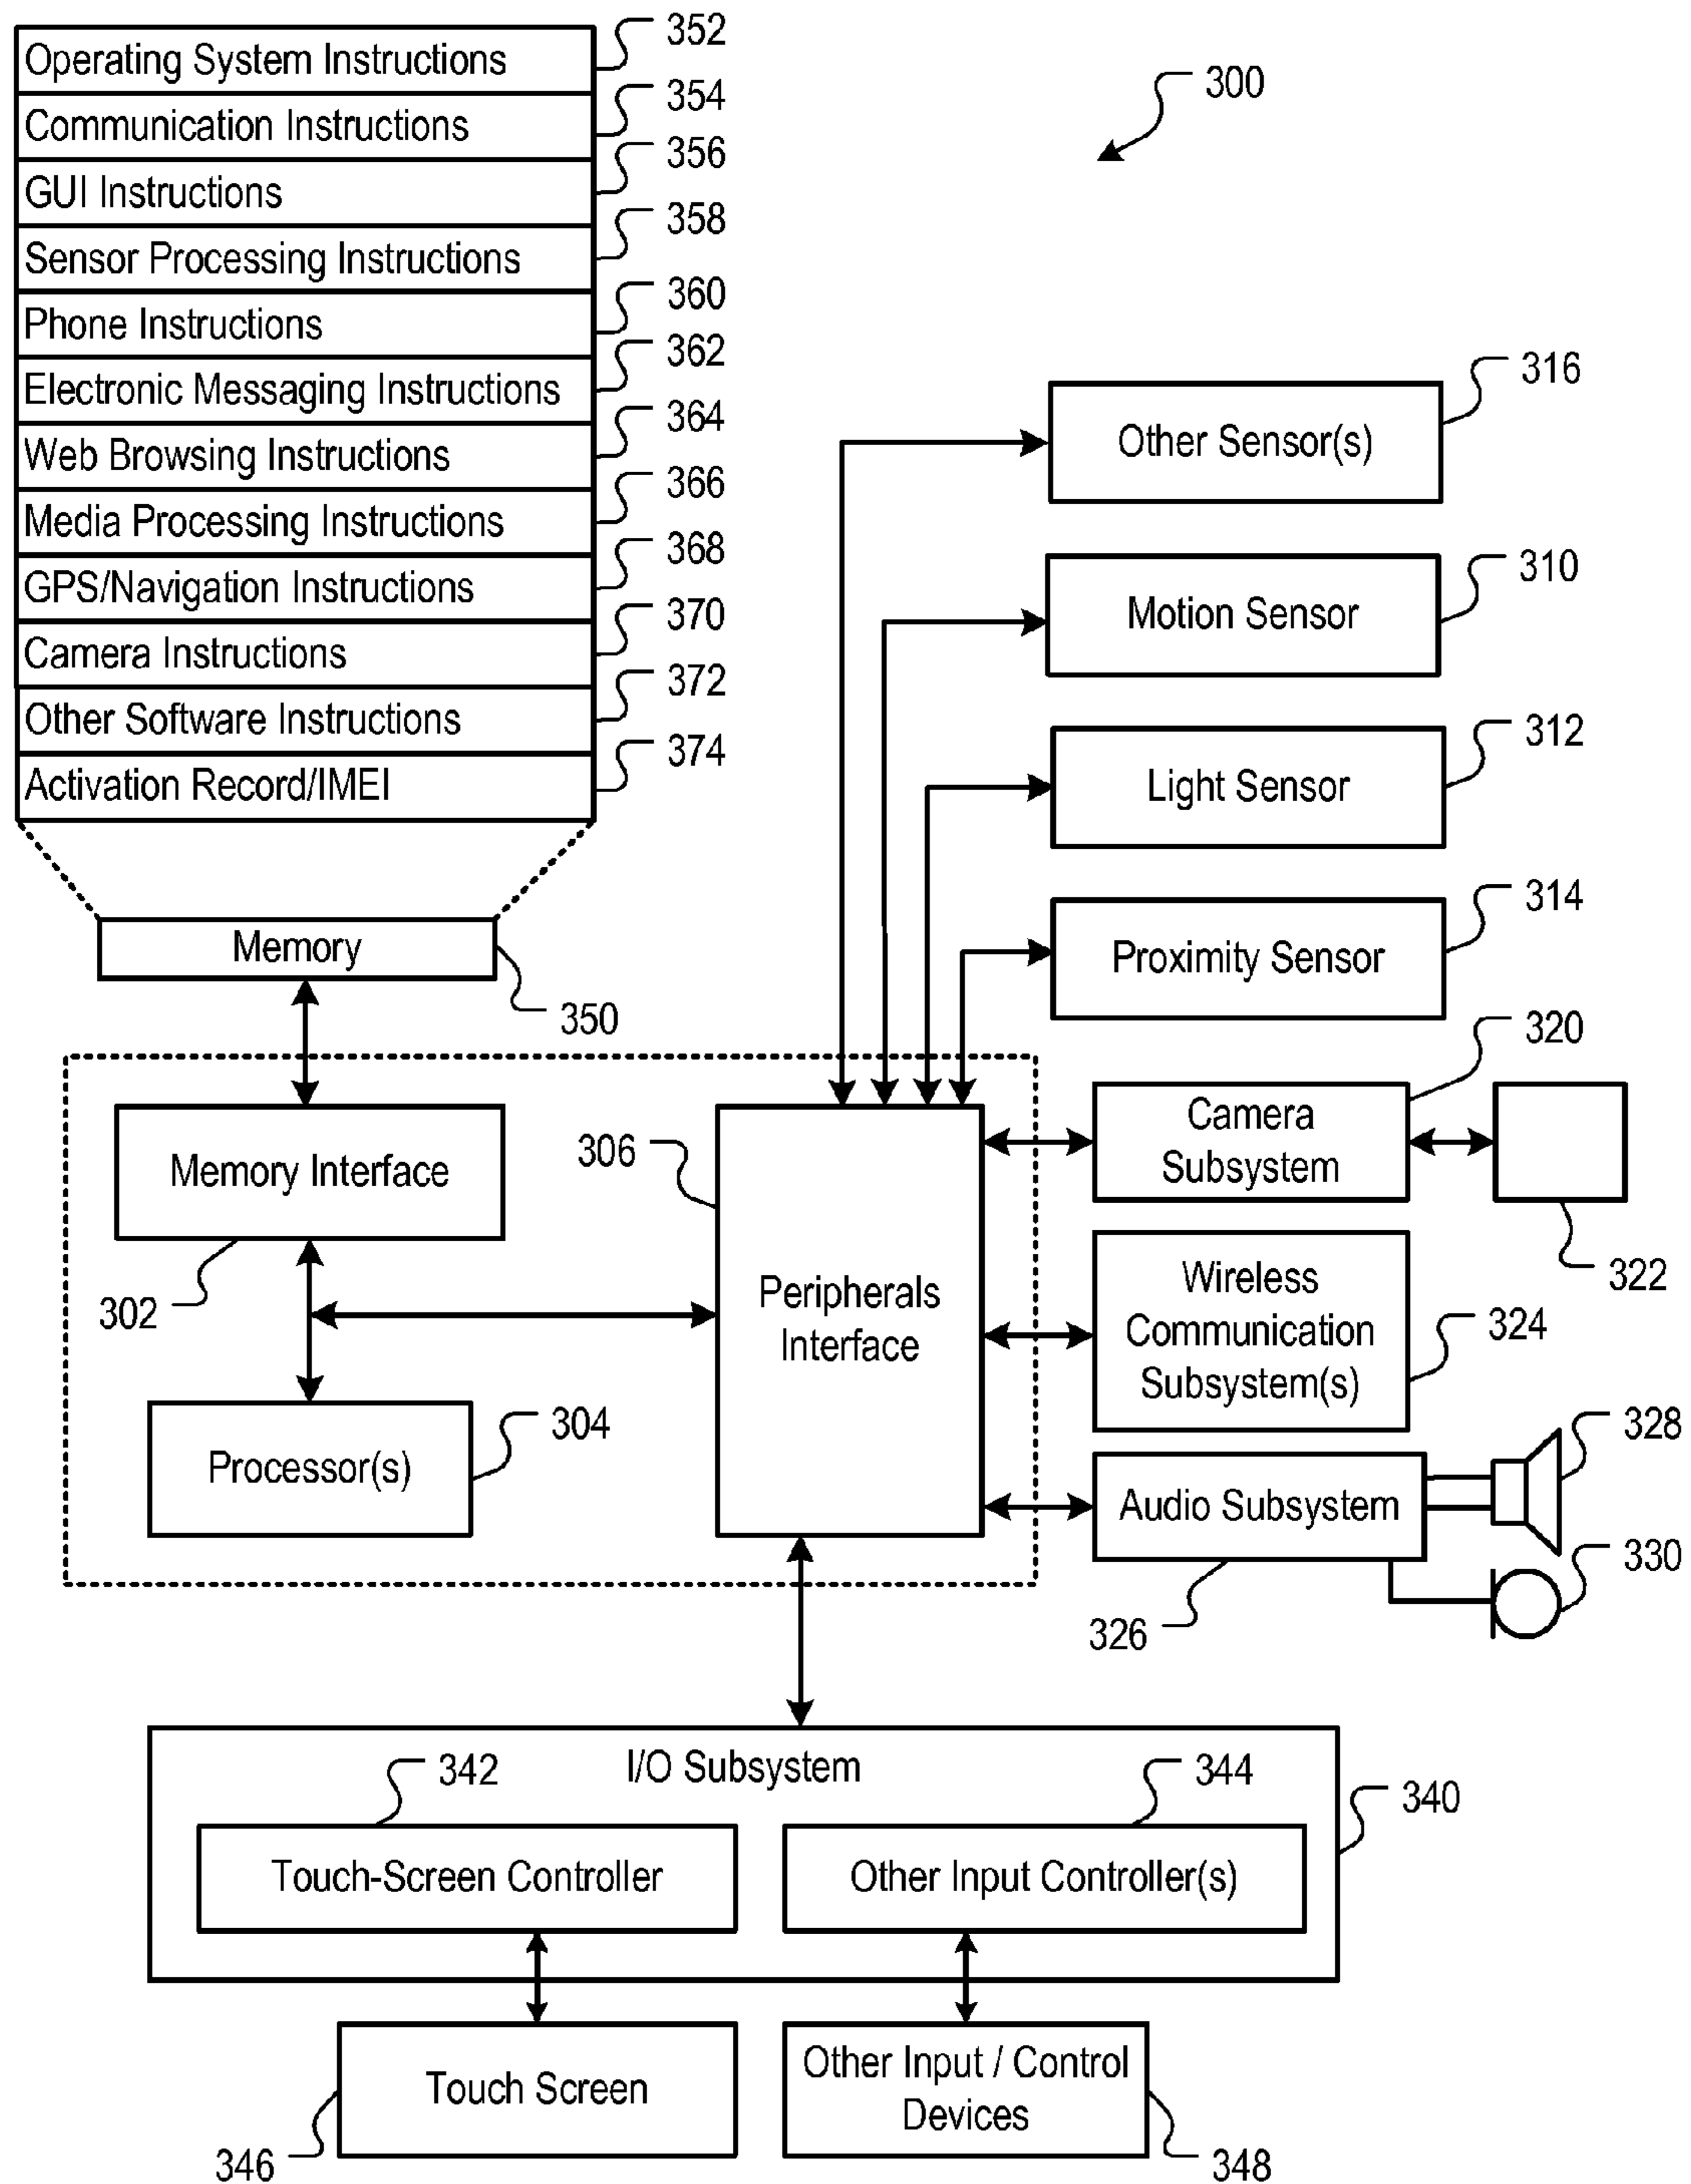 Operating System Instructions
352
Communication Instructions
354
GUI Instructions
356
Sensor Processing Instructions
358
Phone Instructions
360
Electronic Messaging Instructions
362
Web Browsing Instructions
364
Media Processing Instructions
366
GPS/Navigation Instructions
368
Camera Instructions
370
Other Software Instructions
372
Activation Record/IMEI
374
300
Other Sensor(s)
316
Motion Sensor
310
Light Sensor
312
Proximity Sensor
314
Memory
350
Memory Interface
302
Processor(s)
304
306
Peripherals
Interface
Camera
Subsystem
320
322
Wireless
Communication
Subsystem(s)
324
Audio Subsystem
326
328
330
I/O Subsystem
340
342
Touch-Screen Controller
344
Other Input Controller(s)
Touch Screen
346
Other Input / Control
Devices
348